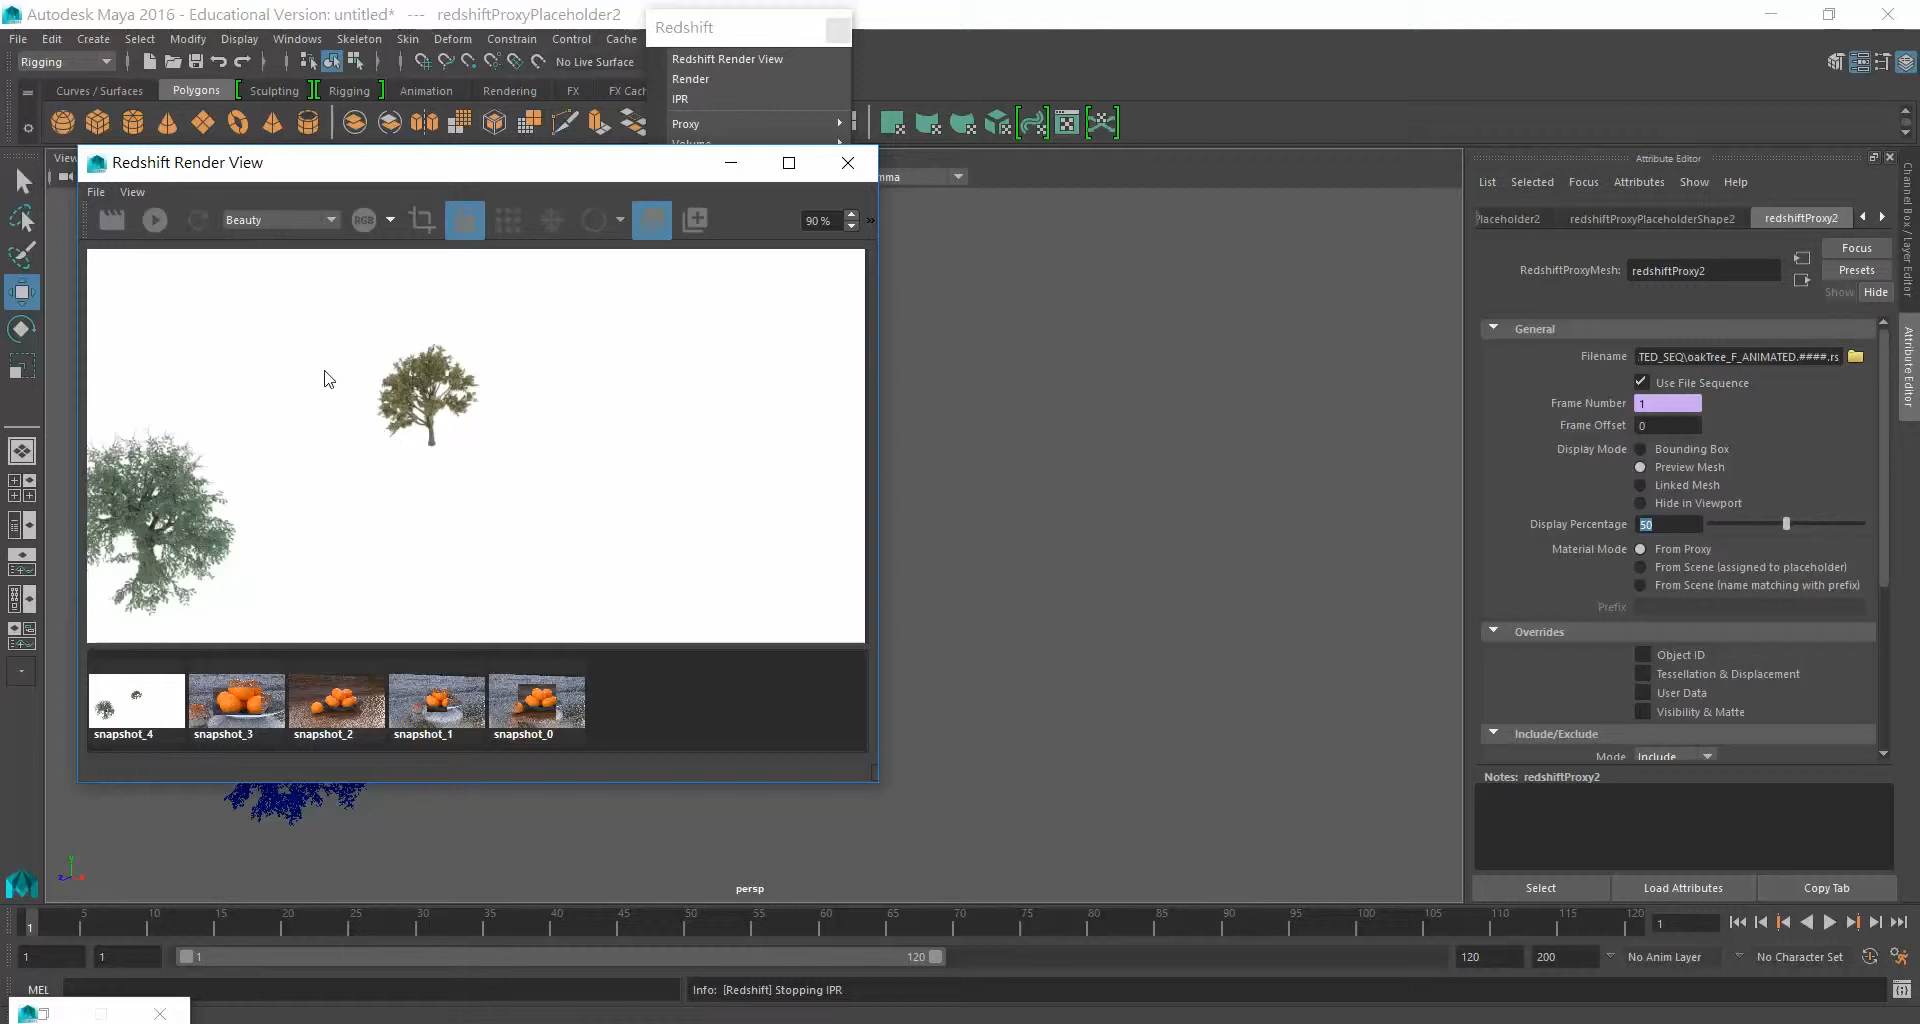 Autodesk Maya 2016 - Educational Version: untitled* --- redshiftProxyPlaceholder2
Redshift
File Edit Create Select Modify Display Windows Skeleton Skin Deform Constrain Control Cache
Redshift Render View
Rigging
No Live Surface
Render
IPR
Curves / Surfaces Polygons Sculpting Rigging Animation Rendering FX FX Cach
Proxy
Attribute Editor
List Selected Focus Attributes Show Help
Redshift Render View
File View
Beauty
RGB
90 %
laceholder2 redshiftProxyPlaceholderShape2 redshiftProxy2
Focus
RedshiftProxyMesh: redshiftProxy2
Presets
Show Hide
General
Filename .TED_SEQ\oakTree_F_ANIMATED.####.rs
Use File Sequence
Frame Number 1
Frame Offset 0
Display Mode Bounding Box
Preview Mesh
Linked Mesh
Hide in Viewport
Display Percentage 50
Material Mode From Proxy
From Scene (assigned to placeholder)
From Scene (name matching with prefix)
Prefix
Overrides
Object ID
Tessellation & Displacement
User Data
Visibility & Matte
Include/Exclude
Mode Include
Notes: redshiftProxy2
Select Load Attributes Copy Tab
Channel Box / Layer Editor
Attribute Editor
snapshot_4 snapshot_3 snapshot_2 snapshot_1 snapshot_0
persp
1 5 10 15 20 25 30 35 40 45 50 55 60 65 70 75 80 85 90 95 100 105 110 115 120
1
1 1 1 120 120 200 No Anim Layer No Character Set
MEL
Info: [Redshift] Stopping IPR